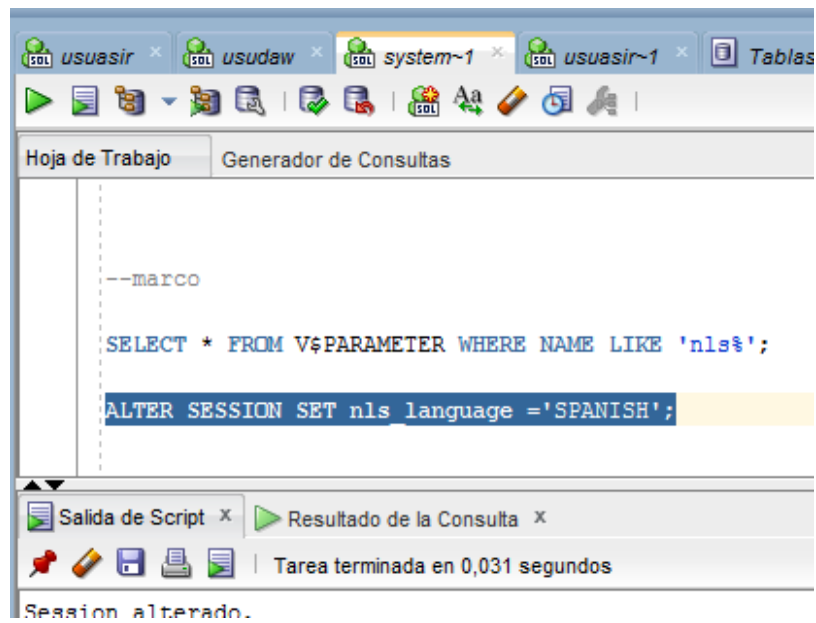 usuasir usudaw system~1 usuasir~1 Tablas
Hoja de Trabajo Generador de Consultas
--marco
SELECT * FROM V$PARAMETER WHERE NAME LIKE 'nls%';
ALTER SESSION SET nls_language ='SPANISH';
Salida de Script x Resultado de la Consulta x
Tarea terminada en 0,031 segundos
Session alterado.